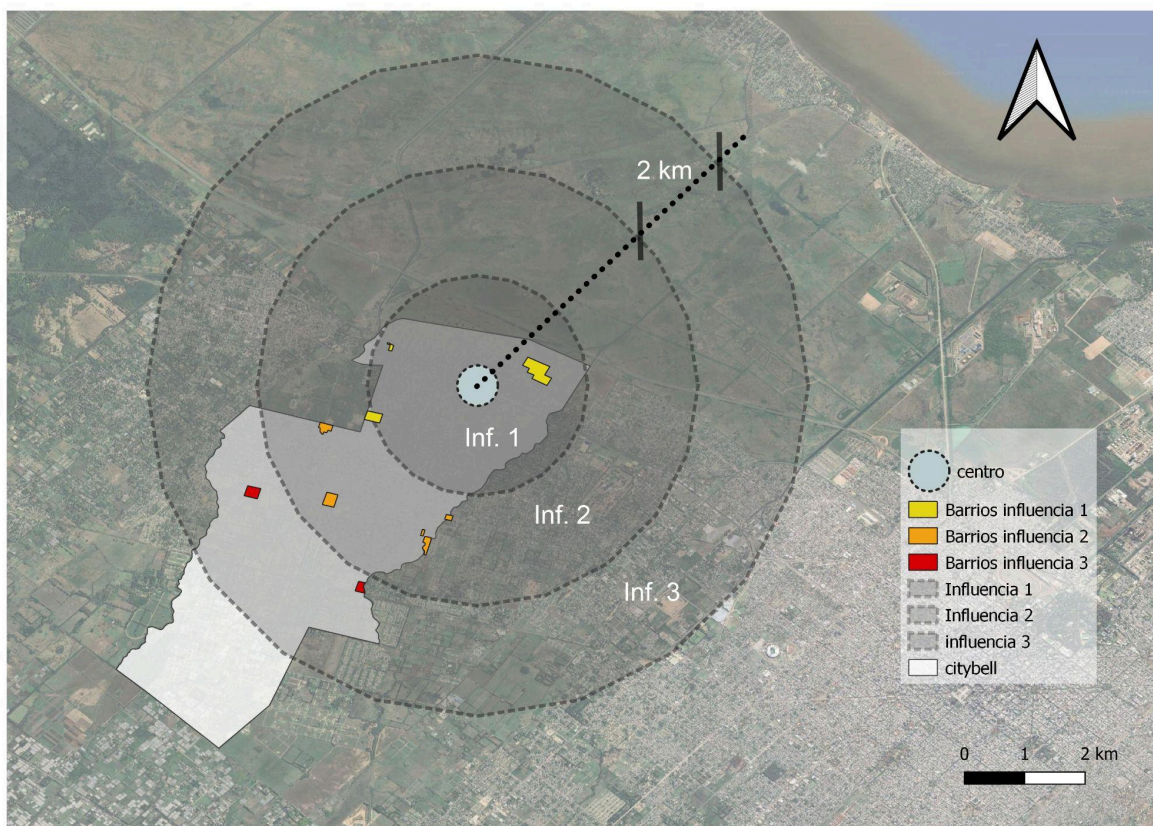 2 km
Inf. 1
Inf. 2
Inf. 3
centro
Barrios influencia 1
Barrios influencia 2
Barrios influencia 3
Influencia 1
Influencia 2
influencia 3
citybell
0 1 2 km